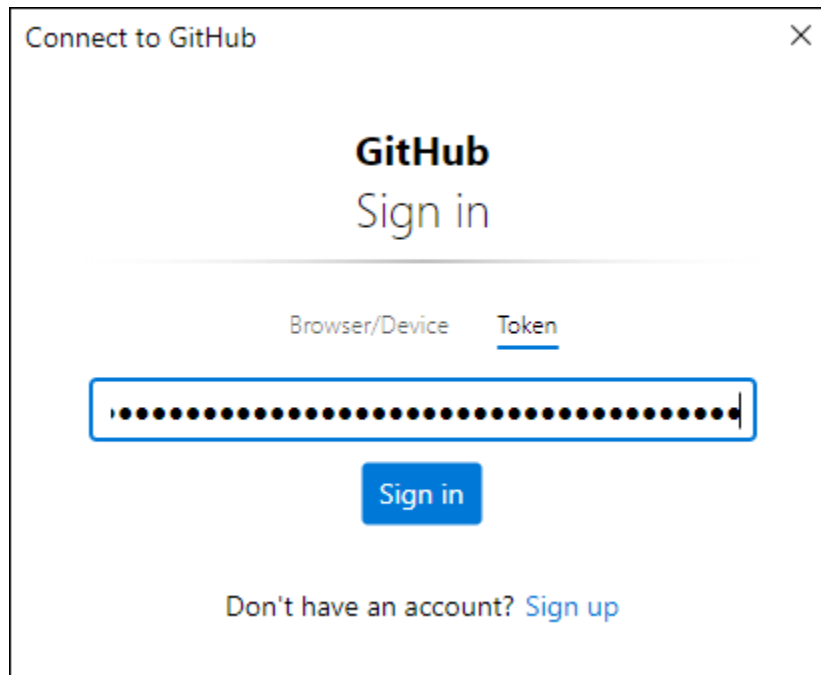 Connect to GitHub
GitHub
Sign in
Browser/Device Token
Sign in
Don't have an account? Sign up